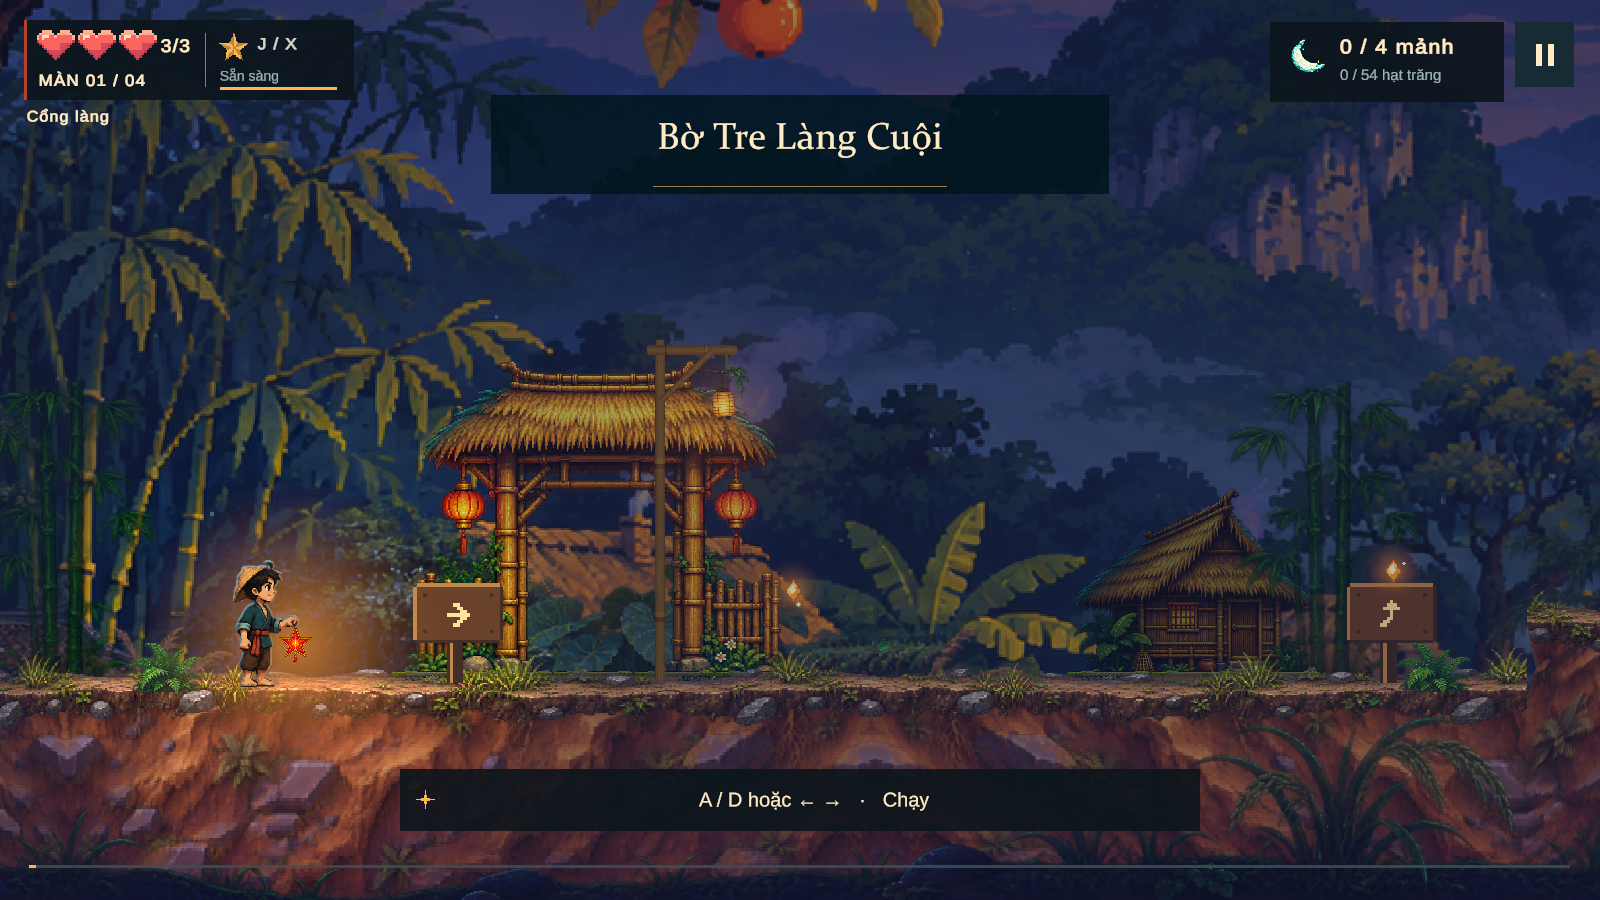 3/3
J / X
Sẵn sàng
MÀN 01 / 04
Cổng làng
0 / 4 mảnh
0 / 54 hạt trăng
Bờ Tre Làng Cuội
A / D hoặc ← → · Chạy